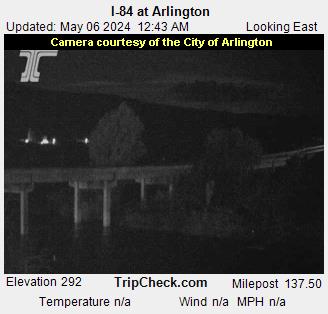 I-84 at Arlington
Updated: May 06 2024 12:43 AM Looking East
Camera courtesy of the City of Arlington
Elevation 292 TripCheck.com Milepost 137.50
Temperature n/a Wind n/a MPH n/a